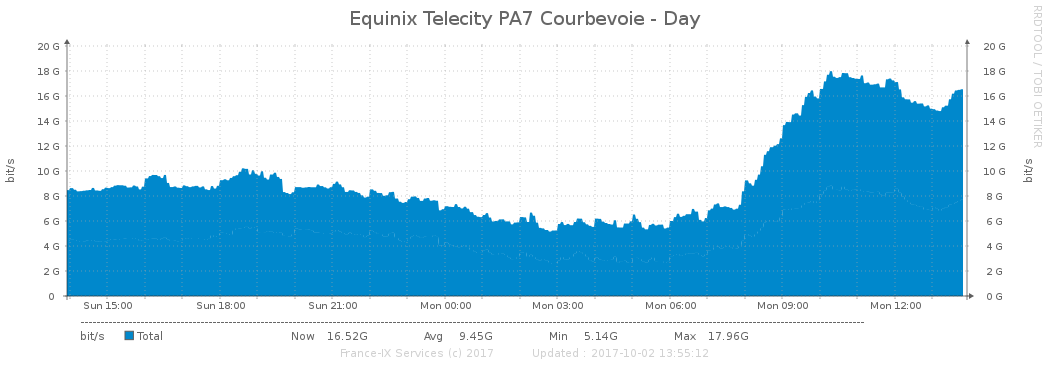 Equinix Telecity PA7 Courbevoie - Day
RRDTOOL / TOBI OETIKER
20 G 20 G
18 G 18 G
16 G 16 G
14 G 14 G
12 G 12 G
10 G 10 G
8 G 8 G
6 G 6 G
4 G 4 G
2 G 2 G
0 0 G
bit/s
bit/s
Sun 15:00 Sun 18:00 Sun 21:00 Mon 00:00 Mon 03:00 Mon 06:00 Mon 09:00 Mon 12:00
bit/s Total Now 16.52G Avg 9.45G Min 5.14G Max 17.96G
France-IX Services (c) 2017 Updated : 2017-10-02 13:55:12